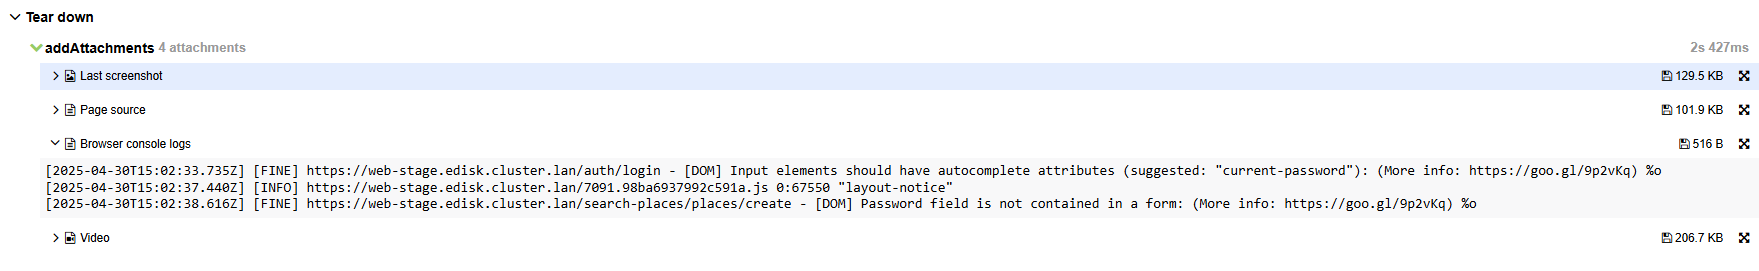 Tear down
addAttachments 4 attachments 2s 427ms
Last screenshot 129.5 KB
Page source 101.9 KB
Browser console logs 516 B
[2025-04-30T15:02:33.735Z] [FINE] https://web-stage.edisk.cluster.lan/auth/login - [DOM] Input elements should have autocomplete attributes (suggested: "current-password"): (More info: https://goo.gl/9p2vKq) %o
[2025-04-30T15:02:37.440Z] [INFO] https://web-stage.edisk.cluster.lan/7091.98ba6937992c591a.js 0:67550 "layout-notice"
[2025-04-30T15:02:38.616Z] [FINE] https://web-stage.edisk.cluster.lan/search-places/places/create - [DOM] Password field is not contained in a form: (More info: https://goo.gl/9p2vKq) %o
Video 206.7 KB